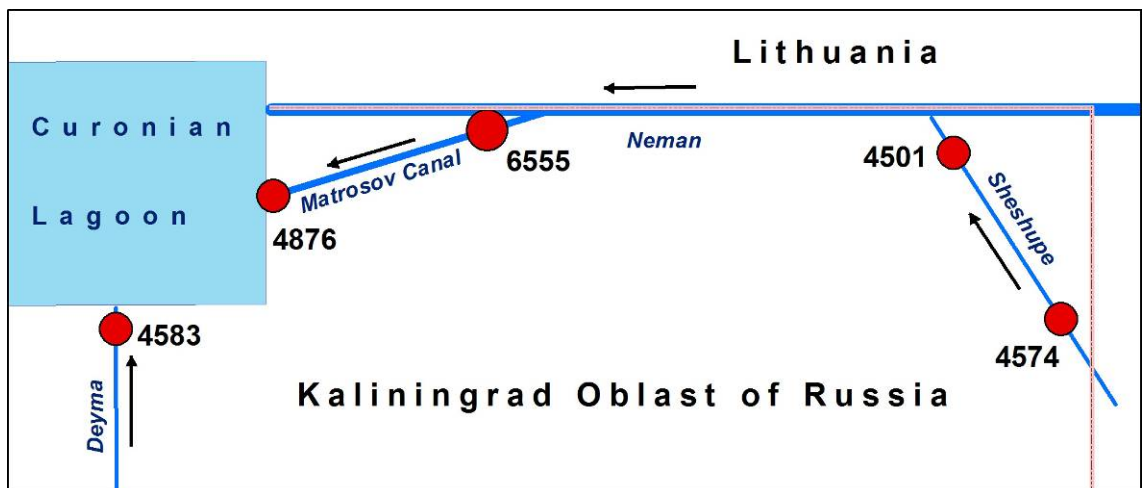 Lithuania
Curonian
Lagoon
Neman
6555
Matrosov Canal
4876
4501
Sheshupe
4574
4583
Deyma
Kaliningrad Oblast of Russia